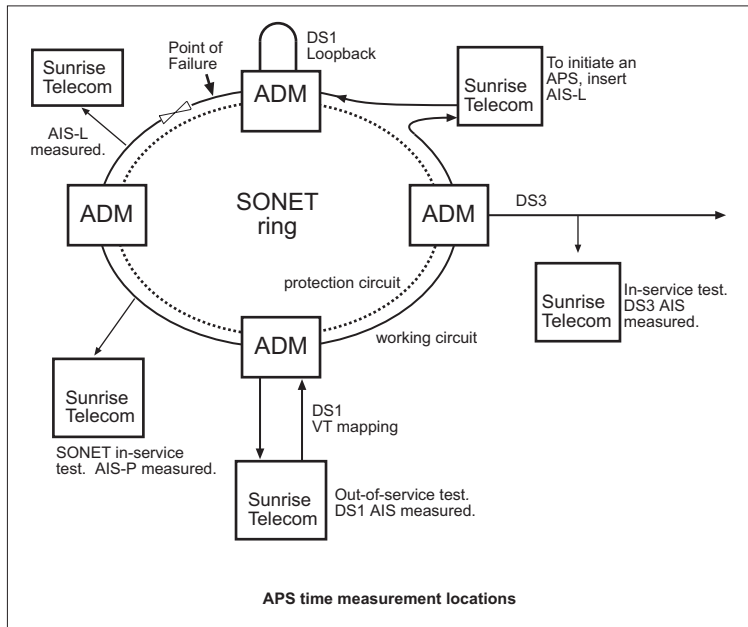 DS1
Loopback
Point of
Failure
Sunrise
Telecom
ADM
Sunrise
Telecom
To initiate an
APS, insert
AIS-L
AIS-L
measured.
ADM
SONET
ring
ADM
DS3
protection circuit
Sunrise
Telecom
In-service test.
DS3 AIS
measured.
working circuit
ADM
Sunrise
Telecom
DS1
VT mapping
SONET in-service
test. AIS-P measured.
Sunrise
Telecom
Out-of-service test.
DS1 AIS measured.
APS time measurement locations